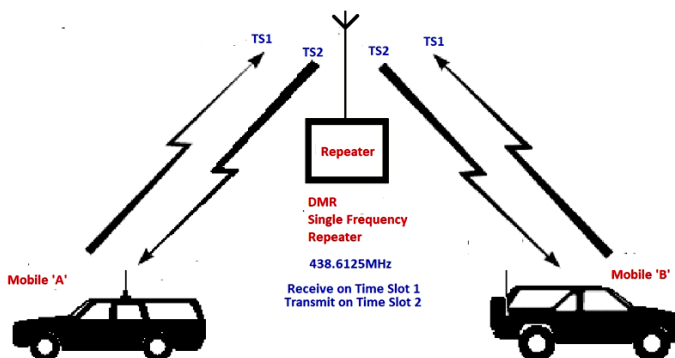 TS1
TS2
TS2
TS1
Repeater
DMR
Single Frequency
Repeater
438.6125MHz
Receive on Time Slot 1
Transmit on Time Slot 2
Mobile 'A'
Mobile 'B'